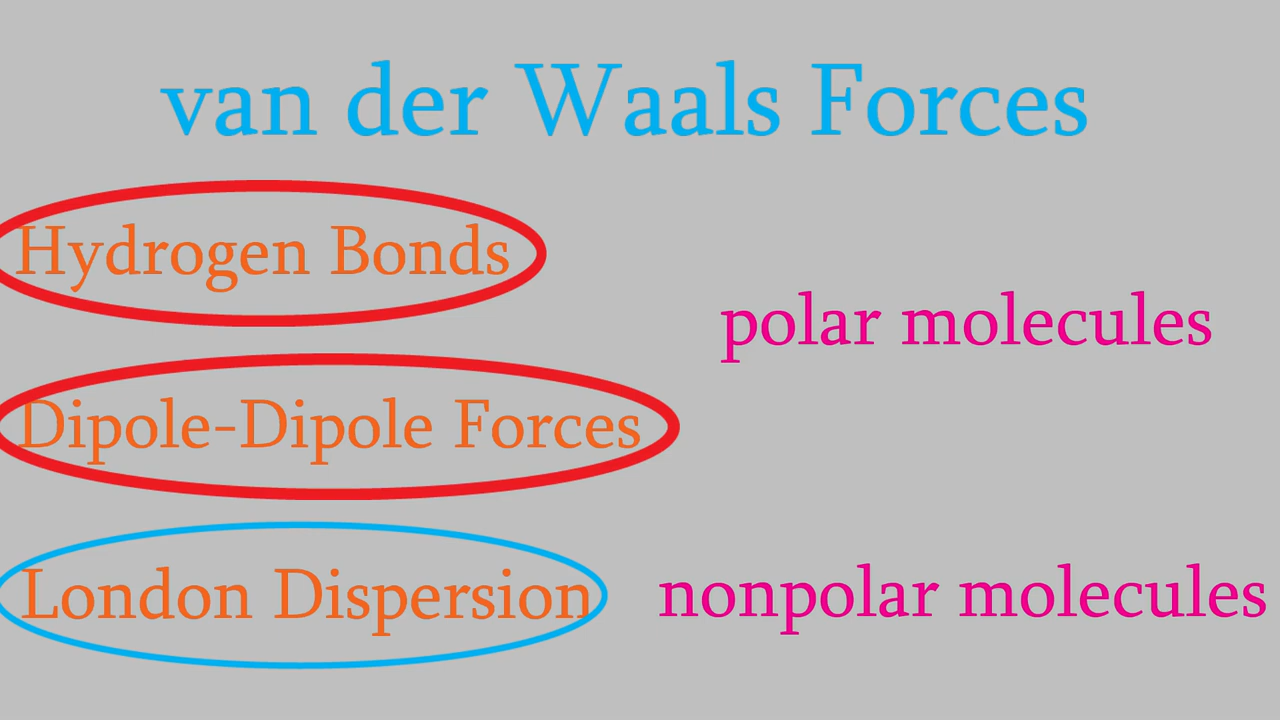 van der Waals Forces
Hydrogen Bonds
polar molecules
Dipole-Dipole Forces
London Dispersion
nonpolar molecules